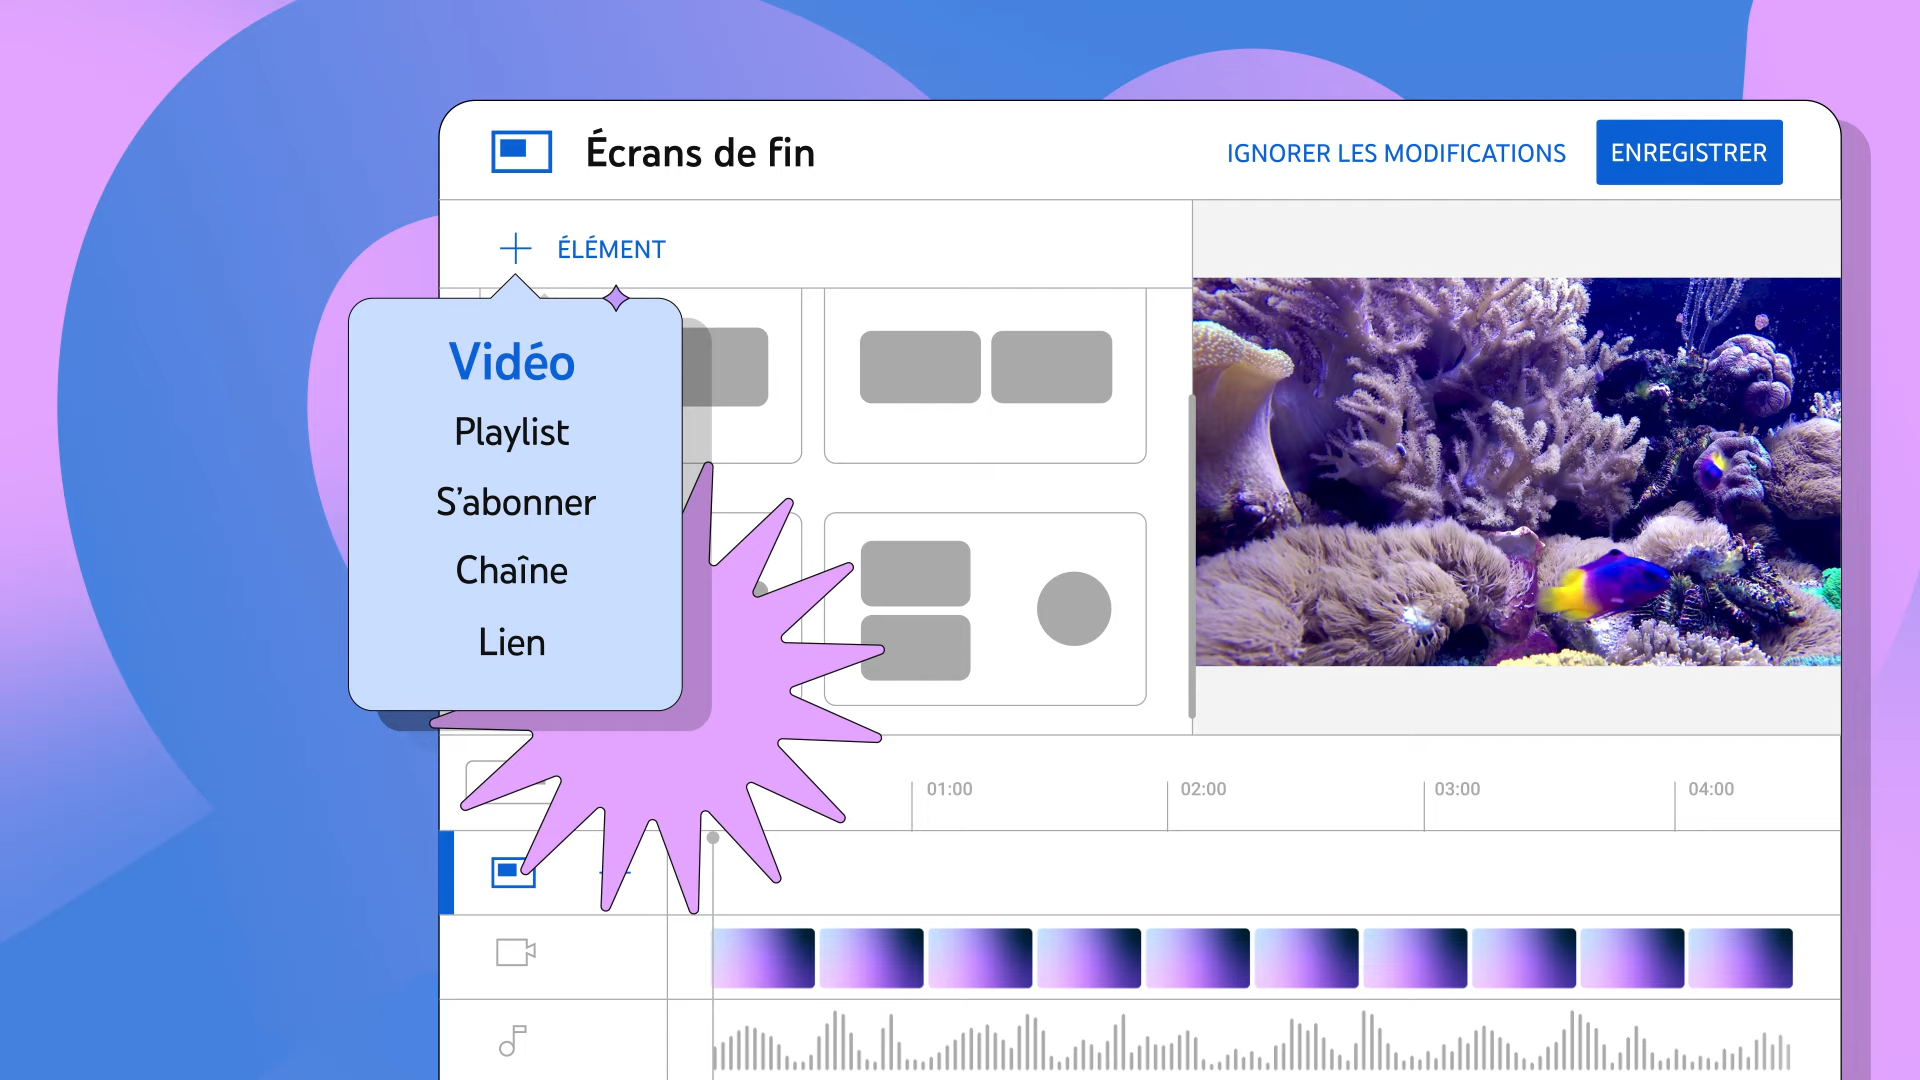 Écrans de fin
IGNORER LES MODIFICATIONS
ENREGISTRER
ÉLÉMENT
Vidéo
Playlist
S’abonner
Chaîne
Lien
01:00
02:00
03:00
04:00